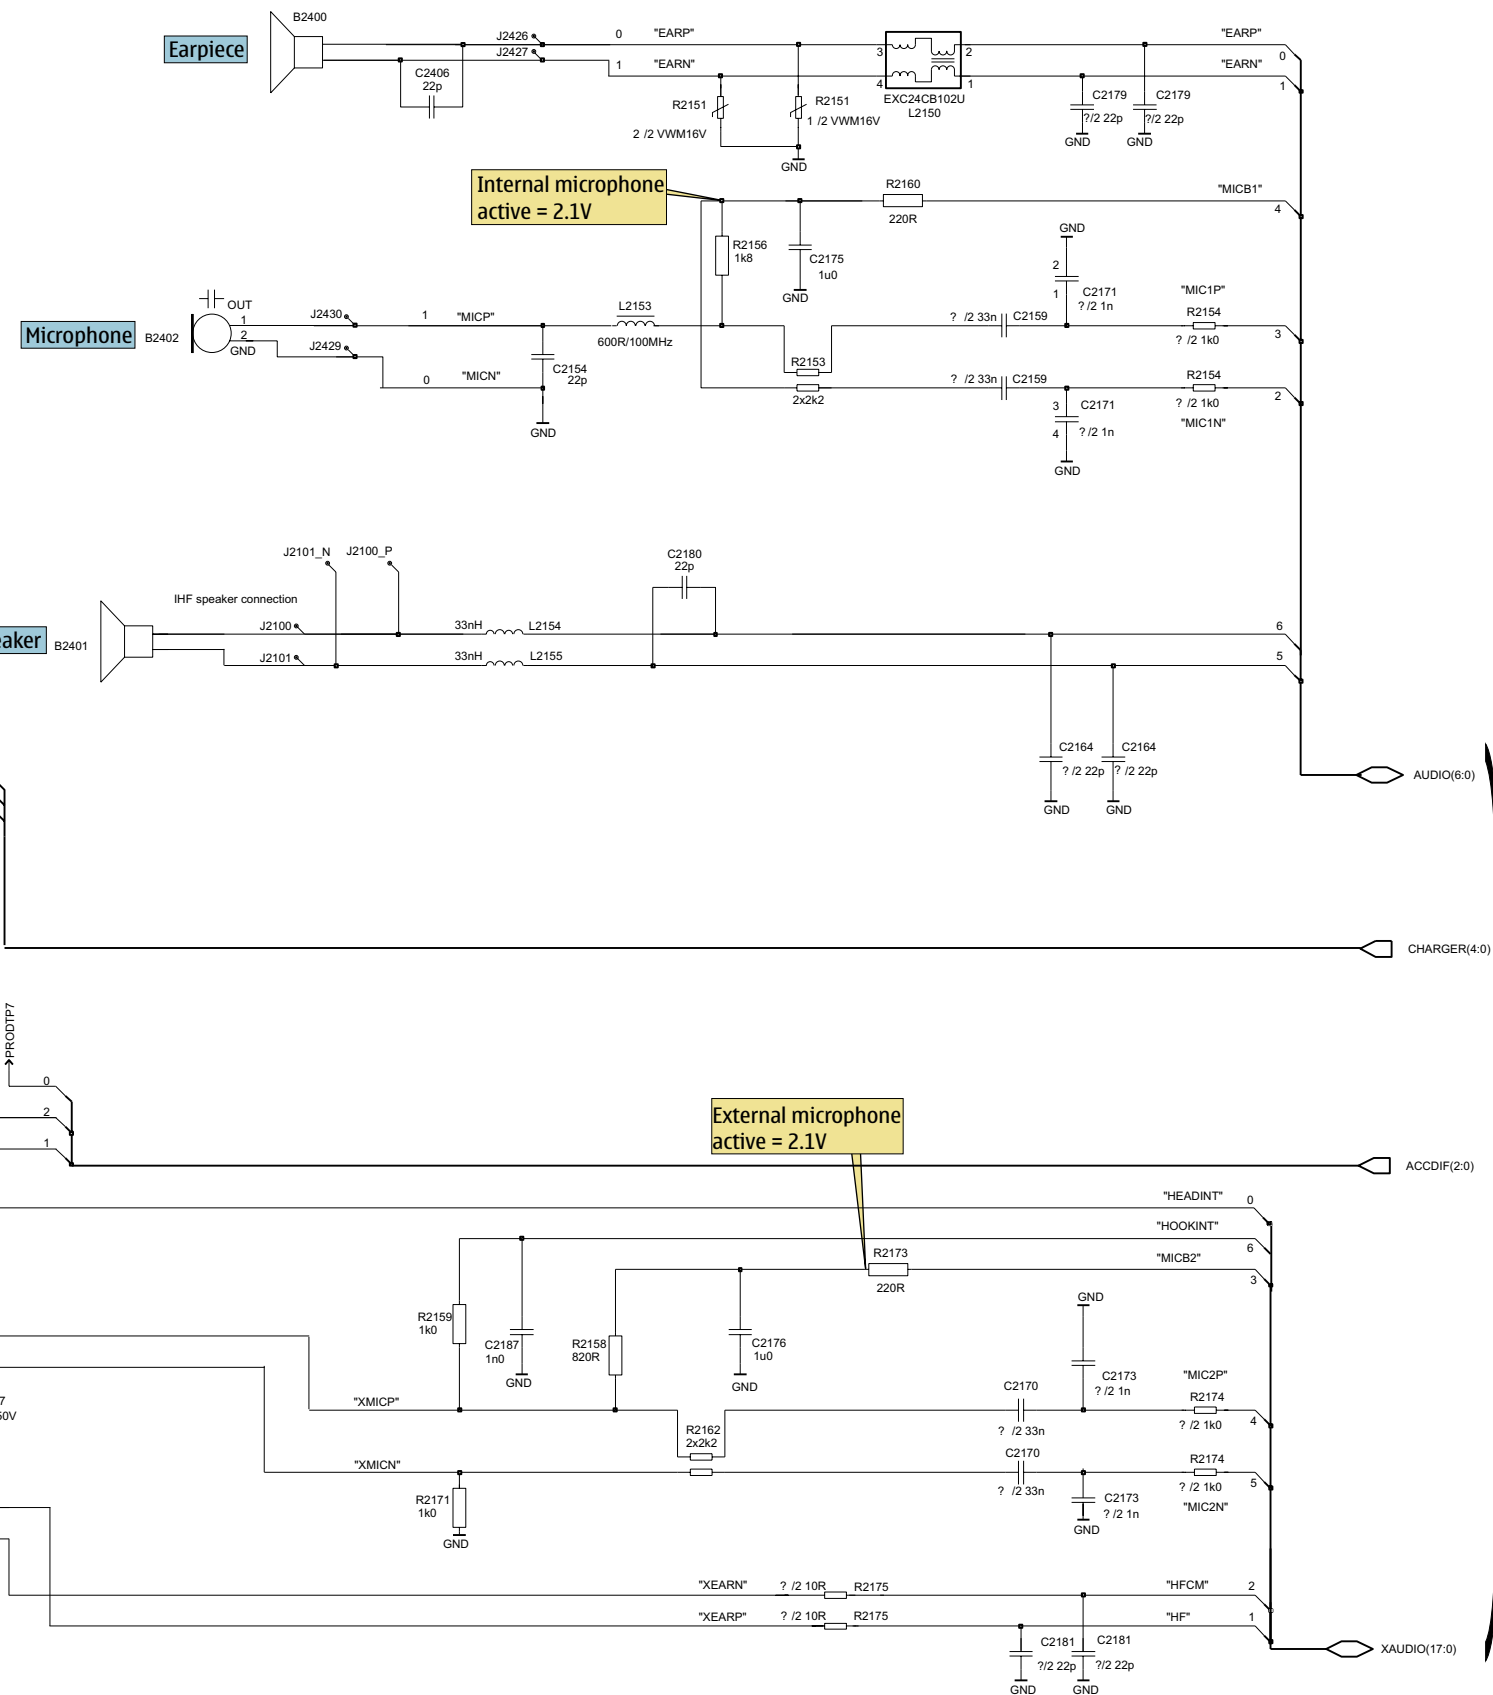 B2400
Earpiece
J2426
0
"EARP"
"EARP"
J2427
1
"EARN"
"EARN"
0
1
C2406
22p
3
2
4
1
EXC24CB102U
L2150
R2151
2 /2 VWM16V
R2151
1 /2 VWM16V
GND
C2179
?/2 22p
GND
C2179
?/2 22p
GND
Internal microphone
active = 2.1V
R2160
220R
"MICB1"
4
R2156
1k8
C2175
1u0
GND
GND
2
1
C2171
? /2 1n
"MIC1P"
R2154
? /2 1k0
3
OUT
1
2
GND
Microphone
B2402
J2430
1
"MICP"
J2429
0
"MICN"
L2153
600R/100MHz
C2154
22p
GND
R2153
2x2k2
? /2 33n
C2159
? /2 33n
C2159
3
4
C2171
? /2 1n
GND
R2154
? /2 1k0
"MIC1N"
2
J2101_N
J2100_P
C2180
22p
IHF speaker connection
J2100
33nH
L2154
6
eaker
B2401
J2101
33nH
L2155
5
C2164
? /2 22p
GND
C2164
? /2 22p
GND
AUDIO(6:0)
CHARGER(4:0)
PRODTP7
0
2
1
External microphone
active = 2.1V
ACCDIF(2:0)
"HEADINT"
0
"HOOKINT"
6
R2173
220R
"MICB2"
3
R2159
1k0
C2187
1n0
GND
R2158
820R
C2176
1u0
GND
GND
C2173
? /2 1n
"MIC2P"
R2174
? /2 1k0
4
7
50V
"XMICP"
R2162
2x2k2
C2170
? /2 33n
"XMICN"
C2170
? /2 33n
R2171
1k0
GND
C2173
? /2 1n
GND
R2174
? /2 1k0
"MIC2N"
5
"XEARN"
? /2 10R
R2175
"HFCM"
2
"XEARP"
? /2 10R
R2175
"HF"
1
C2181
?/2 22p
GND
C2181
?/2 22p
GND
XAUDIO(17:0)